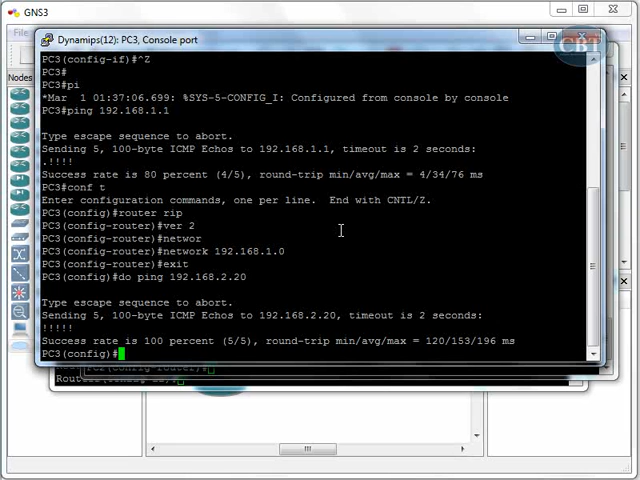 GNS3
Dynamips(12): PC3, Console port
CBT
Nodes
PC3(config-if)#^Z
PC3#
PC3#pi
*Mar  1 01:37:06.699: %SYS-5-CONFIG_I: Configured from console by console
PC3#ping 192.168.1.1
Type escape sequence to abort.
Sending 5, 100-byte ICMP Echos to 192.168.1.1, timeout is 2 seconds:
.!!!!
Success rate is 80 percent (4/5), round-trip min/avg/max = 4/34/76 ms
PC3#conf t
Enter configuration commands, one per line.  End with CNTL/Z.
PC3(config)#router rip
PC3(config-router)#ver 2
PC3(config-router)#networ
PC3(config-router)#network 192.168.1.0
PC3(config-router)#exit
PC3(config)#do ping 192.168.2.20
Type escape sequence to abort.
Sending 5, 100-byte ICMP Echos to 192.168.2.20, timeout is 2 seconds:
!!!!!
Success rate is 100 percent (5/5), round-trip min/avg/max = 120/153/196 ms
PC3(config)#